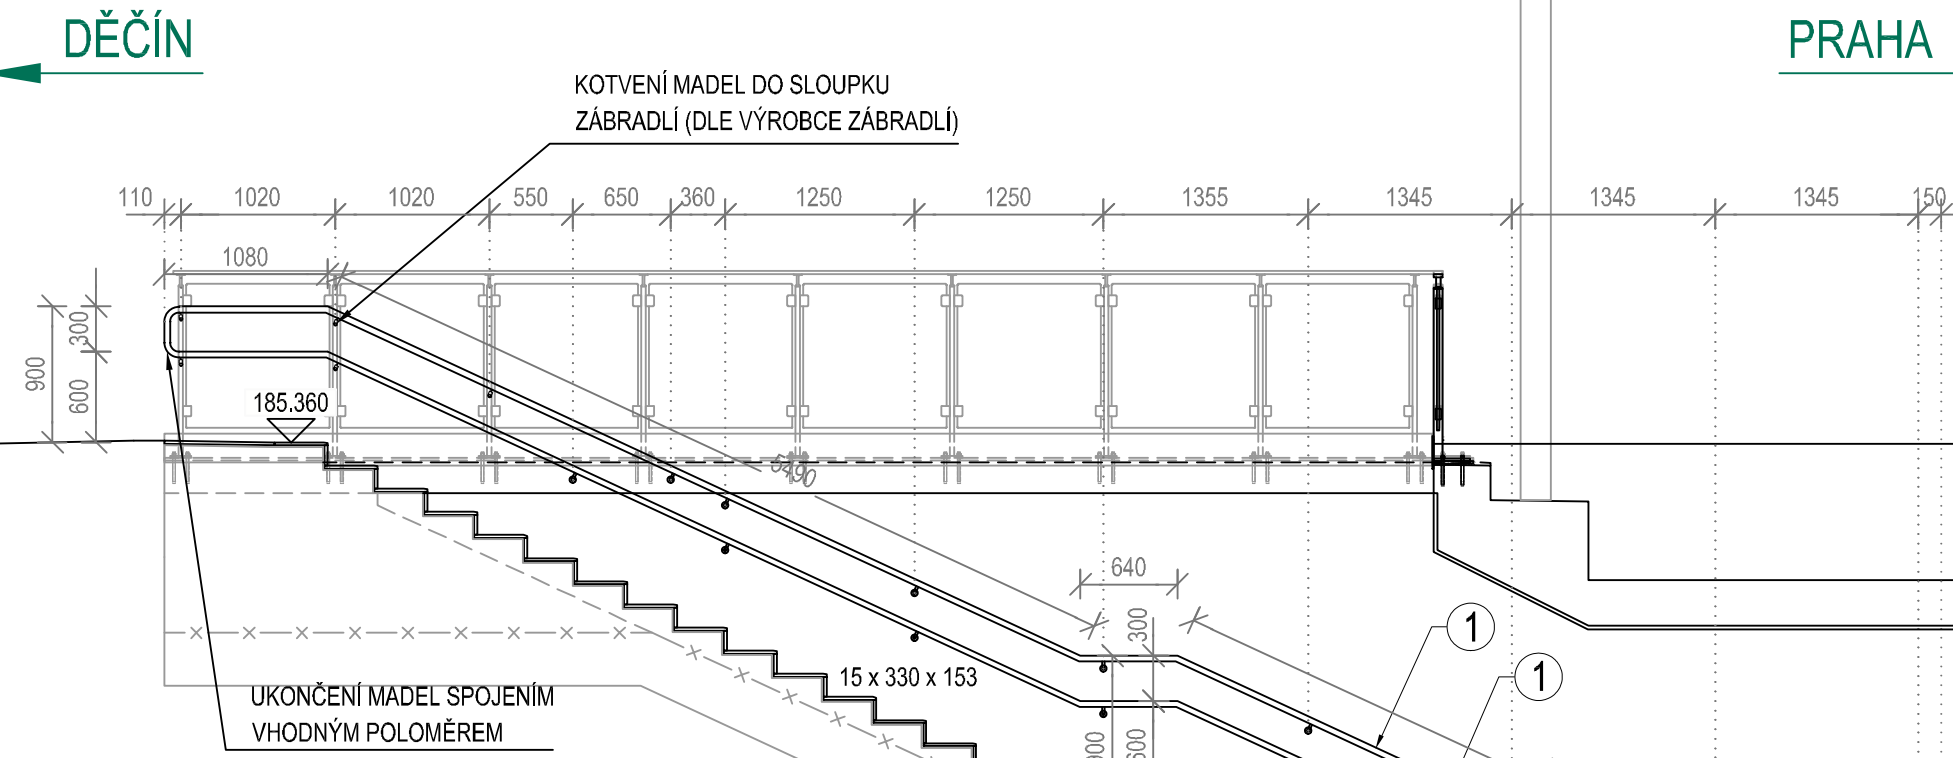 DĚČÍN
PRAHA
KOTVENÍ MADEL DO SLOUPKU
ZÁBRADLÍ (DLE VÝROBCE ZÁBRADLÍ)
110 1020 1020 550 650 360 1250 1250 1355 1345 1345 1345 150
1080
300
900
600
185.360
5490
640
300
1
1
15 x 330 x 153
UKONČENÍ MADEL SPOJENÍM
VHODNÝM POLOMĚREM
600